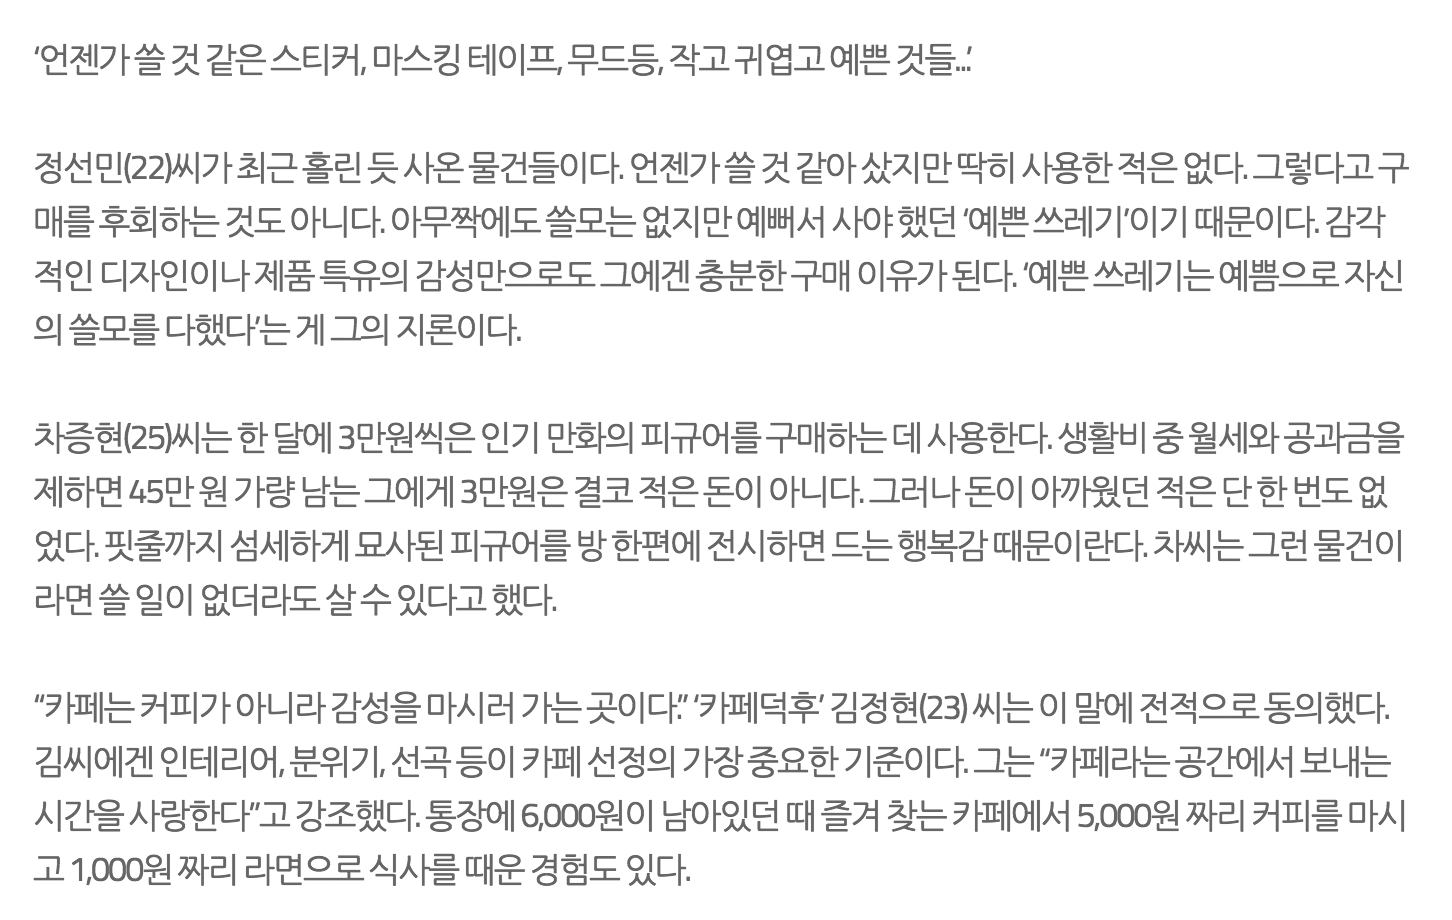 ‘언젠가 쓸 것 같은 스티커, 마스킹 테이프, 무드등, 작고 귀엽고 예쁜 것들...’
정선민(22)씨가 최근 홀린 듯 사온 물건들이다. 언젠가 쓸 것 같아 샀지만 딱히 사용한 적은 없다. 그렇다고 구
매를 후회하는 것도 아니다. 아무짝에도 쓸모는 없지만 예뻐서 사야 했던 ‘예쁜 쓰레기’이기 때문이다. 감각
적인 디자인이나 제품 특유의 감성만으로도 그에겐 충분한 구매 이유가 된다. ‘예쁜 쓰레기는 예쁨으로 자신
의 쓸모를 다했다’는 게 그의 지론이다.
차증현(25)씨는 한 달에 3만원씩은 인기 만화의 피규어를 구매하는 데 사용한다. 생활비 중 월세와 공과금을
제하면 45만 원 가량 남는 그에게 3만원은 결코 적은 돈이 아니다. 그러나 돈이 아까웠던 적은 단 한 번도 없
었다. 핏줄까지 섬세하게 묘사된 피규어를 방 한편에 전시하면 드는 행복감 때문이란다. 차씨는 그런 물건이
라면 쓸 일이 없더라도 살 수 있다고 했다.
“카페는 커피가 아니라 감성을 마시러 가는 곳이다.” ‘카페덕후’ 김정현(23) 씨는 이 말에 전적으로 동의했다.
김씨에겐 인테리어, 분위기, 선곡 등이 카페 선정의 가장 중요한 기준이다. 그는 “카페라는 공간에서 보내는
시간을 사랑한다”고 강조했다. 통장에 6,000원이 남아있던 때 즐겨 찾는 카페에서 5,000원 짜리 커피를 마시
고 1,000원 짜리 라면으로 식사를 때운 경험도 있다.